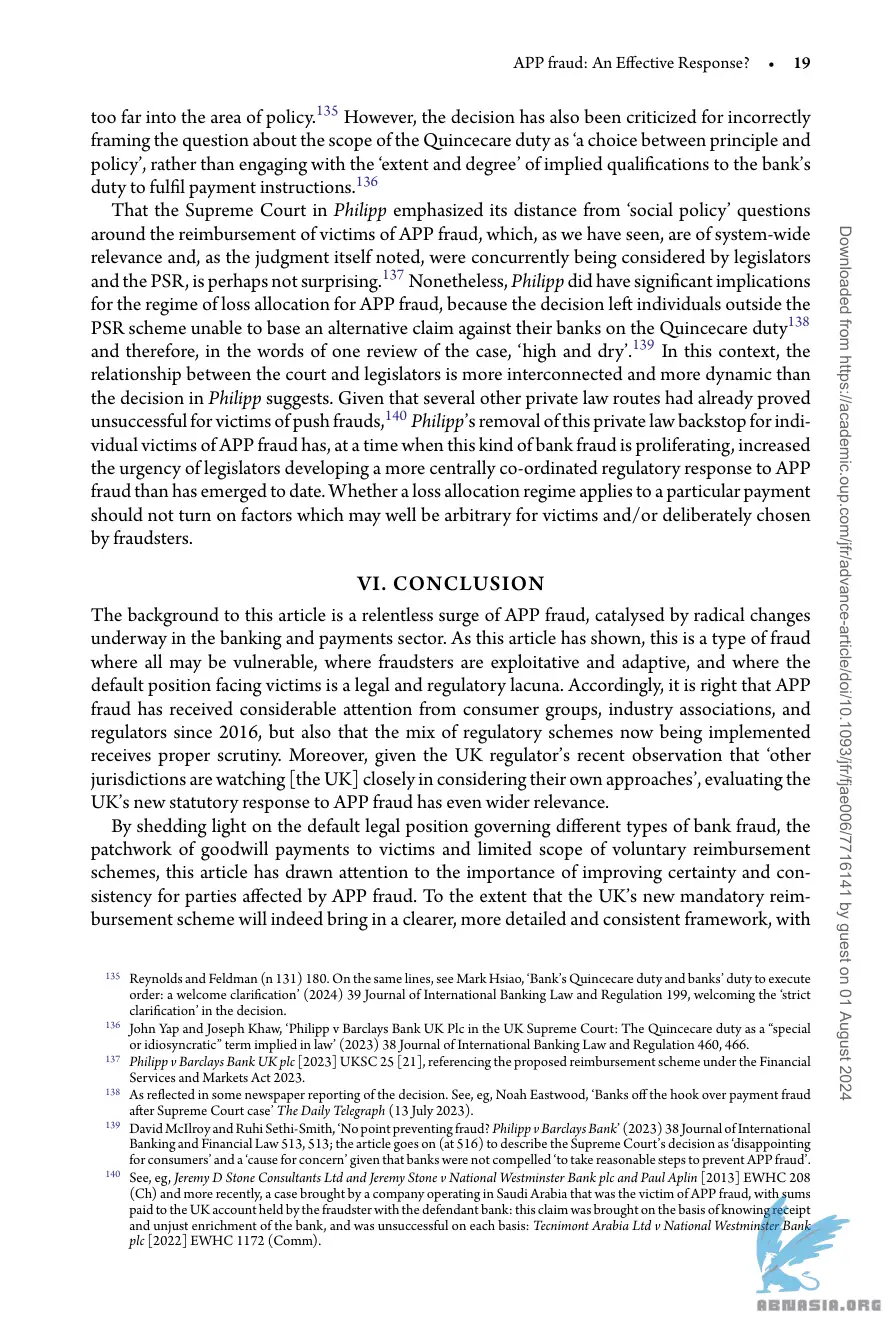 APP fraud: An Effective Response? • 19
too far into the area of policy.135 However, the decision has also been criticized for incorrectly
framing the question about the scope of the Quincecare duty as ‘a choice between principle and
policy’, rather than engaging with the ‘extent and degree’ of implied qualifications to the bank’s
duty to fulfil payment instructions.136
That the Supreme Court in Philipp emphasized its distance from ‘social policy’ questions
around the reimbursement of victims of APP fraud, which, as we have seen, are of system-wide
relevance and, as the judgment itself noted, were concurrently being considered by legislators
and the PSR, is perhaps not surprising.137 Nonetheless, Philipp did have significant implications
for the regime of loss allocation for APP fraud, because the decision left individuals outside the
PSR scheme unable to base an alternative claim against their banks on the Quincecare duty138
and therefore, in the words of one review of the case, ‘high and dry’.139 In this context, the
relationship between the court and legislators is more interconnected and more dynamic than
the decision in Philipp suggests. Given that several other private law routes had already proved
unsuccessful for victims of push frauds,140 Philipp’s removal of this private law backstop for indi-
vidual victims of APP fraud has, at a time when this kind of bank fraud is proliferating, increased
the urgency of legislators developing a more centrally co-ordinated regulatory response to APP
fraud than has emerged to date. Whether a loss allocation regime applies to a particular payment
should not turn on factors which may well be arbitrary for victims and/or deliberately chosen
by fraudsters.
VI. CONCLUSION
The background to this article is a relentless surge of APP fraud, catalysed by radical changes
underway in the banking and payments sector. As this article has shown, this is a type of fraud
where all may be vulnerable, where fraudsters are exploitative and adaptive, and where the
default position facing victims is a legal and regulatory lacuna. Accordingly, it is right that APP
fraud has received considerable attention from consumer groups, industry associations, and
regulators since 2016, but also that the mix of regulatory schemes now being implemented
receives proper scrutiny. Moreover, given the UK regulator’s recent observation that ‘other
jurisdictions are watching [the UK] closely in considering their own approaches’, evaluating the
UK’s new statutory response to APP fraud has even wider relevance.
By shedding light on the default legal position governing different types of bank fraud, the
patchwork of goodwill payments to victims and limited scope of voluntary reimbursement
schemes, this article has drawn attention to the importance of improving certainty and con-
sistency for parties affected by APP fraud. To the extent that the UK’s new mandatory reim-
bursement scheme will indeed bring in a clearer, more detailed and consistent framework, with
135 Reynolds and Feldman (n 131) 180. On the same lines, see Mark Hsiao, ‘Bank’s Quincecare duty and banks’ duty to execute
order: a welcome clarification’ (2024) 39 Journal of International Banking Law and Regulation 199, welcoming the ‘strict
clarification’ in the decision.
136 John Yap and Joseph Khaw, ‘Philipp v Barclays Bank UK Plc in the UK Supreme Court: The Quincecare duty as a “special
or idiosyncratic” term implied in law’ (2023) 38 Journal of International Banking Law and Regulation 460, 466.
137 Philipp v Barclays Bank UK plc [2023] UKSC 25 [21], referencing the proposed reimbursement scheme under the Financial
Services and Markets Act 2023.
138 As reflected in some newspaper reporting of the decision. See, eg, Noah Eastwood, ‘Banks off the hook over payment fraud
after Supreme Court case’ The Daily Telegraph (13 July 2023).
139 David McIlroy and Ruhi Sethi-Smith, ‘No point preventing fraud? Philipp v Barclays Bank’ (2023) 38 Journal of International
Banking and Financial Law 513, 513; the article goes on (at 516) to describe the Supreme Court’s decision as ‘disappointing
for consumers’ and a ‘cause for concern’ given that banks were not compelled ‘to take reasonable steps to prevent APP fraud’.
140 See, eg, Jeremy D Stone Consultants Ltd and Jeremy Stone v National Westminster Bank plc and Paul Aplin [2013] EWHC 208
(Ch) and more recently, a case brought by a company operating in Saudi Arabia that was the victim of APP fraud, with sums
paid to the UK account held by the fraudster with the defendant bank: this claim was brought on the basis of knowing receipt
and unjust enrichment of the bank, and was unsuccessful on each basis: Tecnimont Arabia Ltd v National Westminster Bank
plc [2022] EWHC 1172 (Comm).
Downloaded from https://academic.oup.com/jfr/advance-article/doi/10.1093/jfr/fjae006/7716141 by guest on 01 August 2024
ABNASIA.ORG